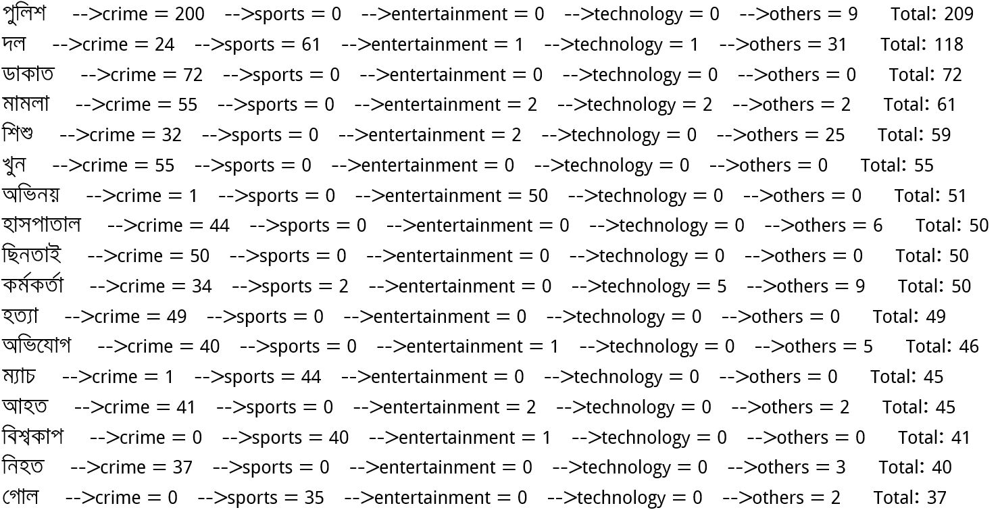 পুলিশ -->crime = 200 -->sports = 0 -->entertainment = 0 -->technology = 0 -->others = 9 Total: 209
দল -->crime = 24 -->sports = 61 -->entertainment = 1 -->technology = 1 -->others = 31 Total: 118
ডাকাত -->crime = 72 -->sports = 0 -->entertainment = 0 -->technology = 0 -->others = 0 Total: 72
মামলা -->crime = 55 -->sports = 0 -->entertainment = 2 -->technology = 2 -->others = 2 Total: 61
শিশু -->crime = 32 -->sports = 0 -->entertainment = 2 -->technology = 0 -->others = 25 Total: 59
খুন -->crime = 55 -->sports = 0 -->entertainment = 0 -->technology = 0 -->others = 0 Total: 55
অভিনয় -->crime = 1 -->sports = 0 -->entertainment = 50 -->technology = 0 -->others = 0 Total: 51
হাসপাতাল -->crime = 44 -->sports = 0 -->entertainment = 0 -->technology = 0 -->others = 6 Total: 50
ছিনতাই -->crime = 50 -->sports = 0 -->entertainment = 0 -->technology = 0 -->others = 0 Total: 50
কর্মকর্তা -->crime = 34 -->sports = 2 -->entertainment = 0 -->technology = 5 -->others = 9 Total: 50
হত্যা -->crime = 49 -->sports = 0 -->entertainment = 0 -->technology = 0 -->others = 0 Total: 49
অভিযোগ -->crime = 40 -->sports = 0 -->entertainment = 1 -->technology = 0 -->others = 5 Total: 46
ম্যাচ -->crime = 1 -->sports = 44 -->entertainment = 0 -->technology = 0 -->others = 0 Total: 45
আহত -->crime = 41 -->sports = 0 -->entertainment = 2 -->technology = 0 -->others = 2 Total: 45
বিশ্বকাপ -->crime = 0 -->sports = 40 -->entertainment = 1 -->technology = 0 -->others = 0 Total: 41
নিহত -->crime = 37 -->sports = 0 -->entertainment = 0 -->technology = 0 -->others = 3 Total: 40
গোল -->crime = 0 -->sports = 35 -->entertainment = 0 -->technology = 0 -->others = 2 Total: 37